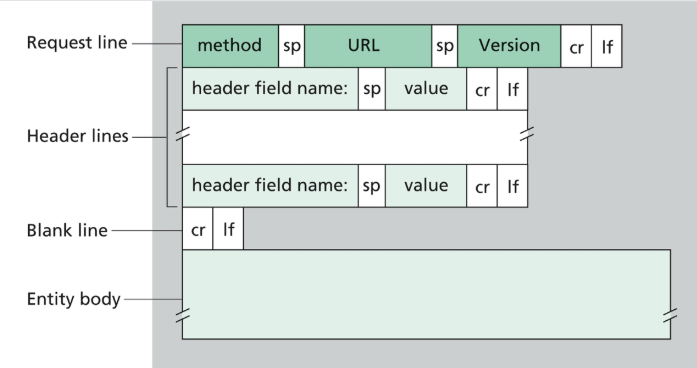 Request line method sp URL sp Version cr lf
header field name: sp value cr lf
Header lines
header field name: sp value cr lf
Blank line cr lf
Entity body